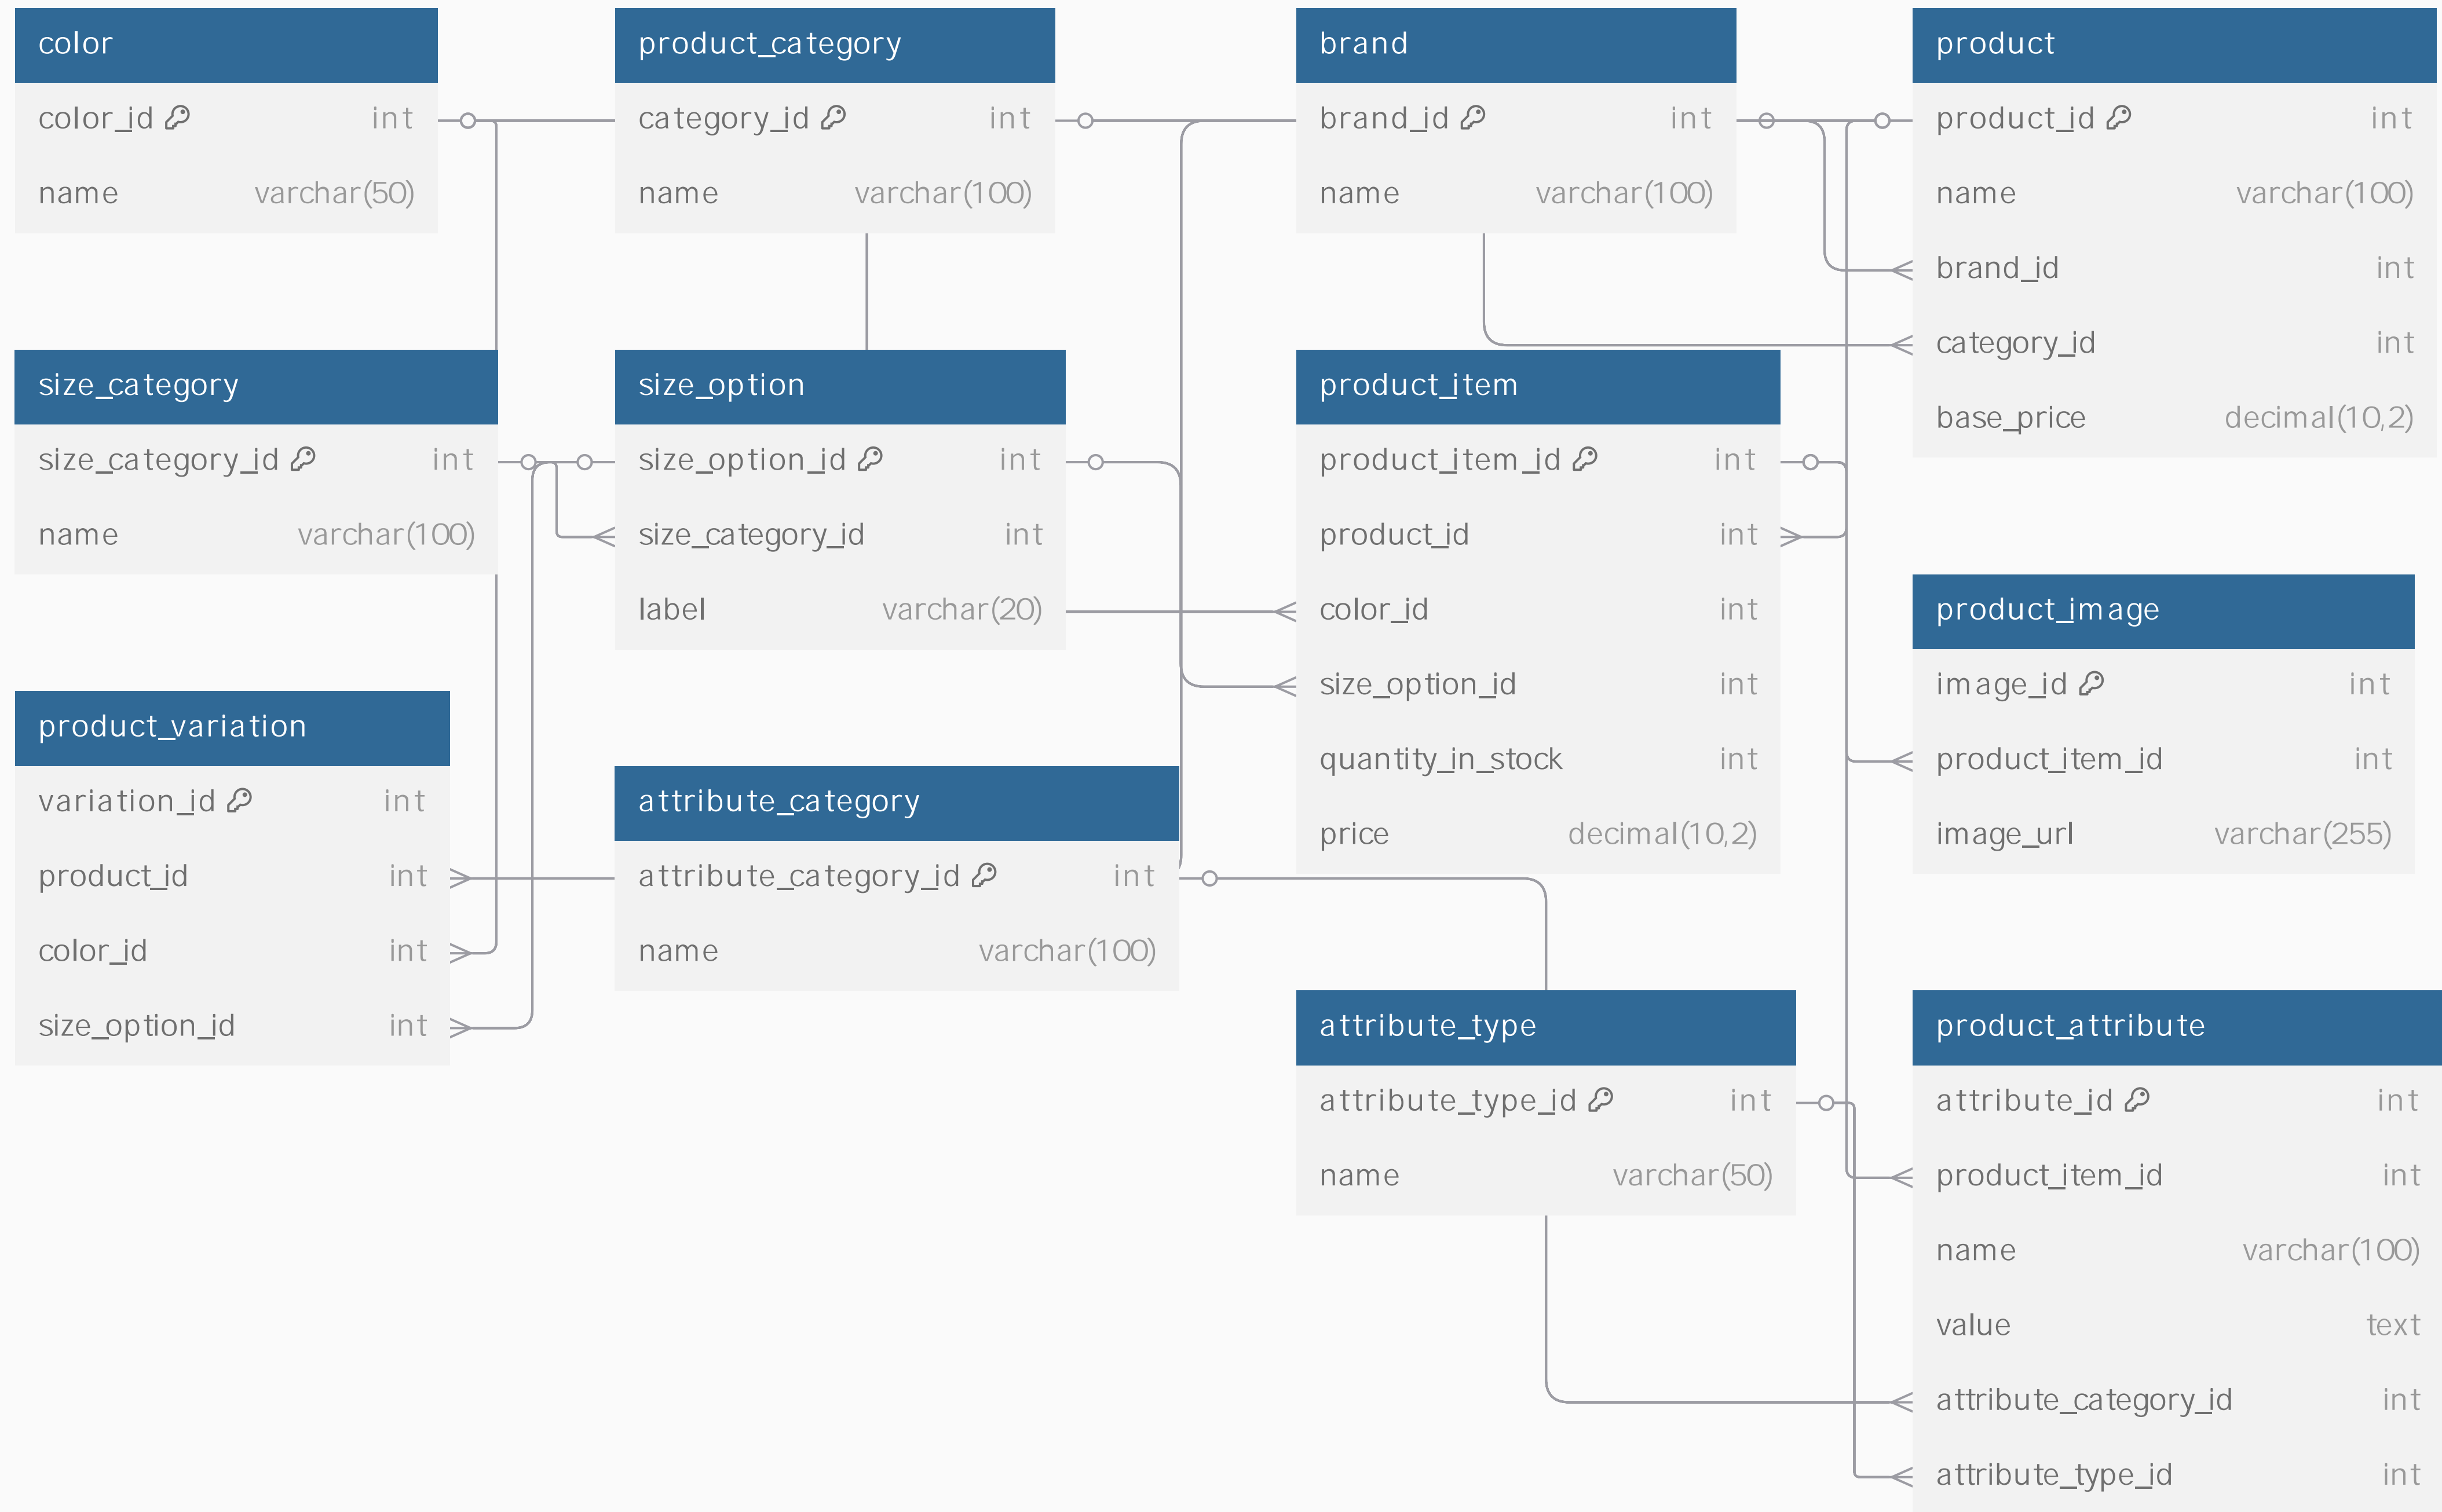 color
color_id int
name varchar(50)
product_category
category_id int
name varchar(100)
brand
brand_id int
name varchar(100)
product
product_id int
name varchar(100)
brand_id int
category_id int
base_price decimal(10,2)
size_category
size_category_id int
name varchar(100)
size_option
size_option_id int
size_category_id int
label varchar(20)
product_item
product_item_id int
product_id int
color_id int
size_option_id int
quantity_in_stock int
price decimal(10,2)
product_image
image_id int
product_item_id int
image_url varchar(255)
product_variation
variation_id int
product_id int
color_id int
size_option_id int
attribute_category
attribute_category_id int
name varchar(100)
attribute_type
attribute_type_id int
name varchar(50)
product_attribute
attribute_id int
product_item_id int
name varchar(100)
value text
attribute_category_id int
attribute_type_id int